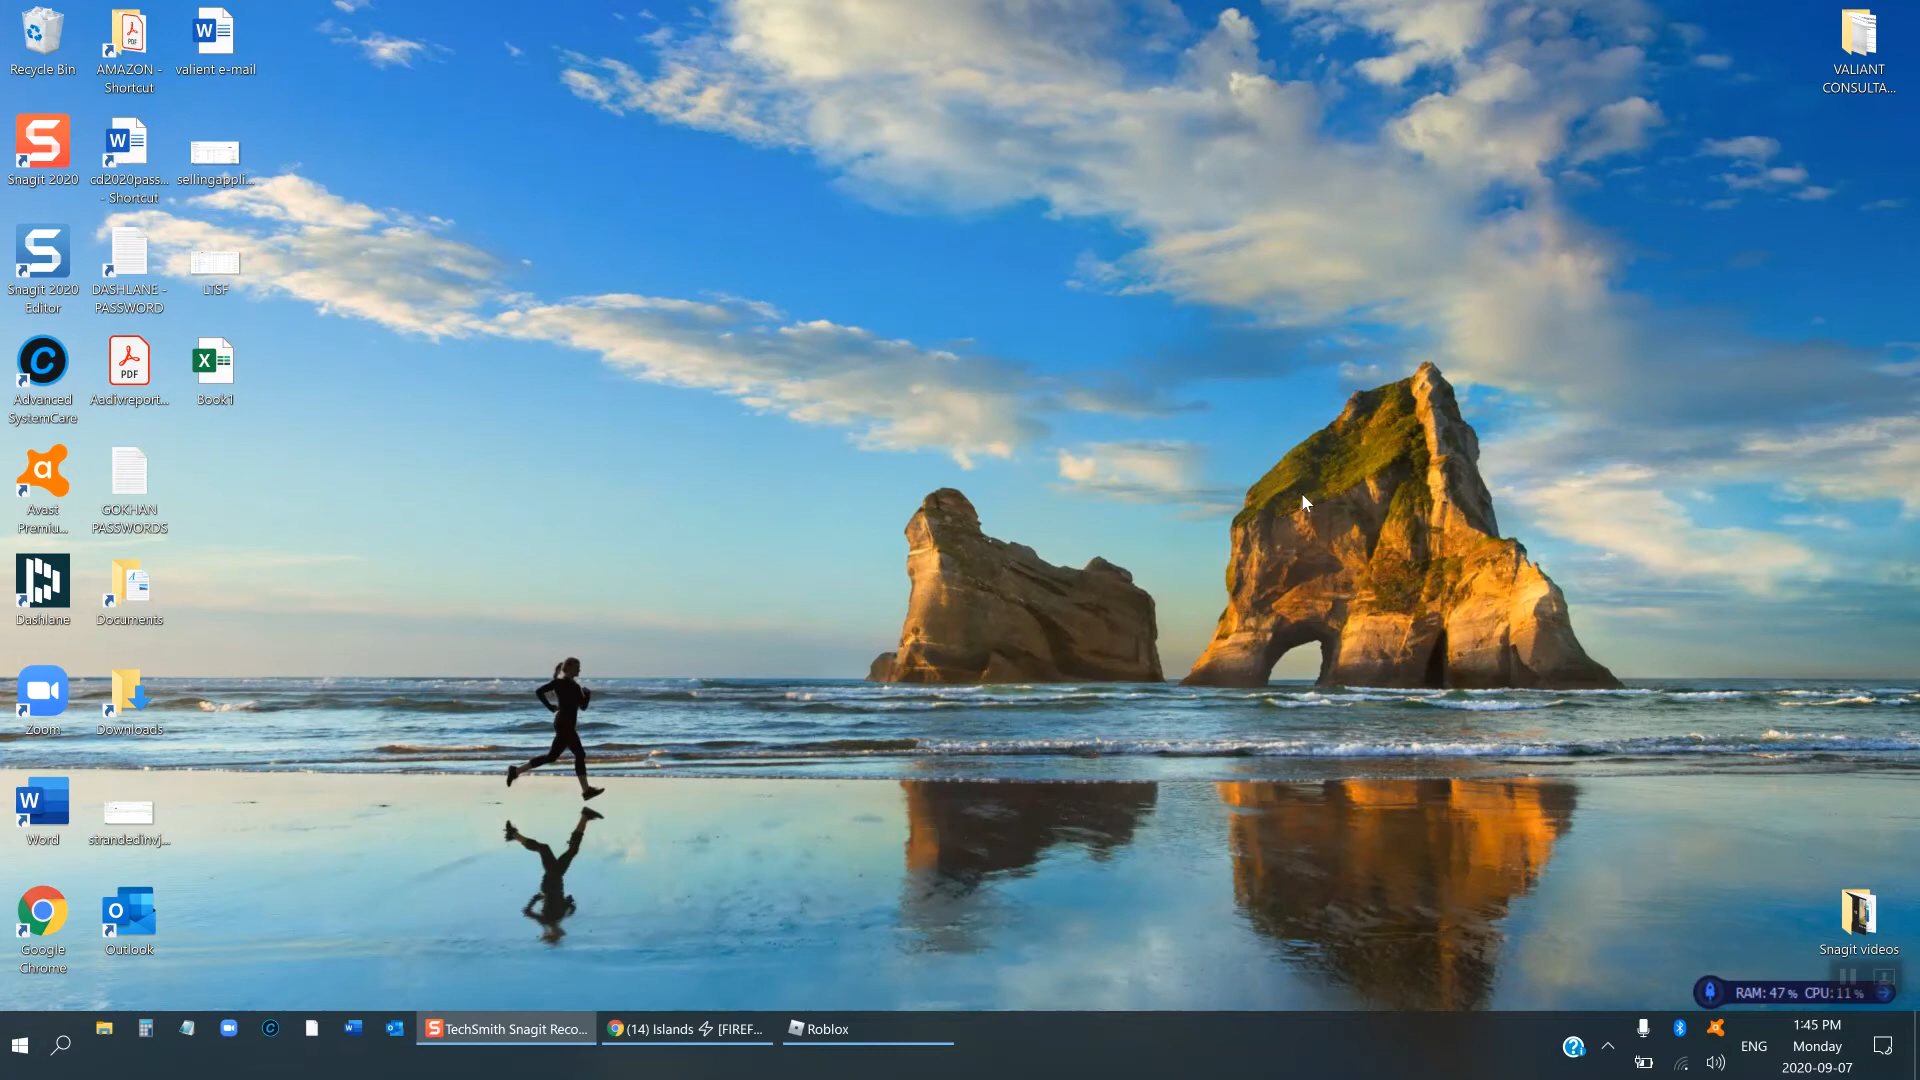 Recycle Bin
AMAZON -
Shortcut
valient e-mail
VALIANT
CONSULTA...
Snagit 2020
cd2020pass...
- Shortcut
sellingappli...
Snagit 2020
Editor
DASHLANE -
PASSWORD
LTSF
Advanced
SystemCare
PDF
Aadivreport...
Book1
Avast
Premiu...
GOKHAN
PASSWORDS
Dashlane
Documents
Zoom
Downloads
Word
strandedinvj...
Google
Chrome
Outlook
Snagit videos
RAM: 47% CPU: 11%
TechSmith Snagit Reco...
(14) Islands ⚡ [FIREF...
Roblox
ENG
1:45 PM
Monday
2020-09-07